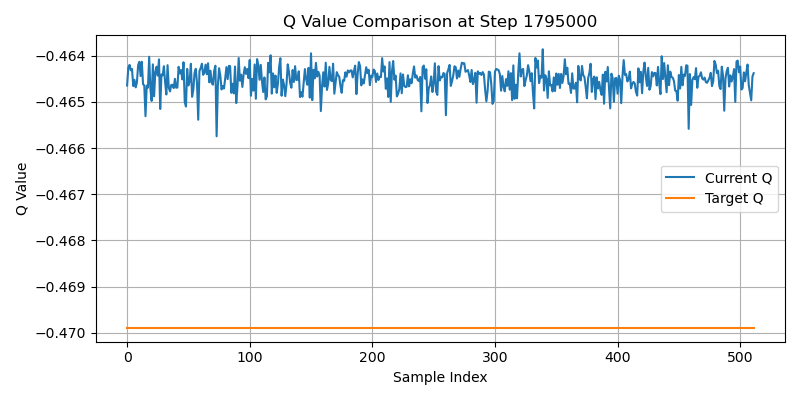 Q Value Comparison at Step 1795000
Q Value
−0.464
−0.465
−0.466
−0.467
−0.468
−0.469
−0.470
Current Q
Target Q
0
100
200
300
400
500
Sample Index